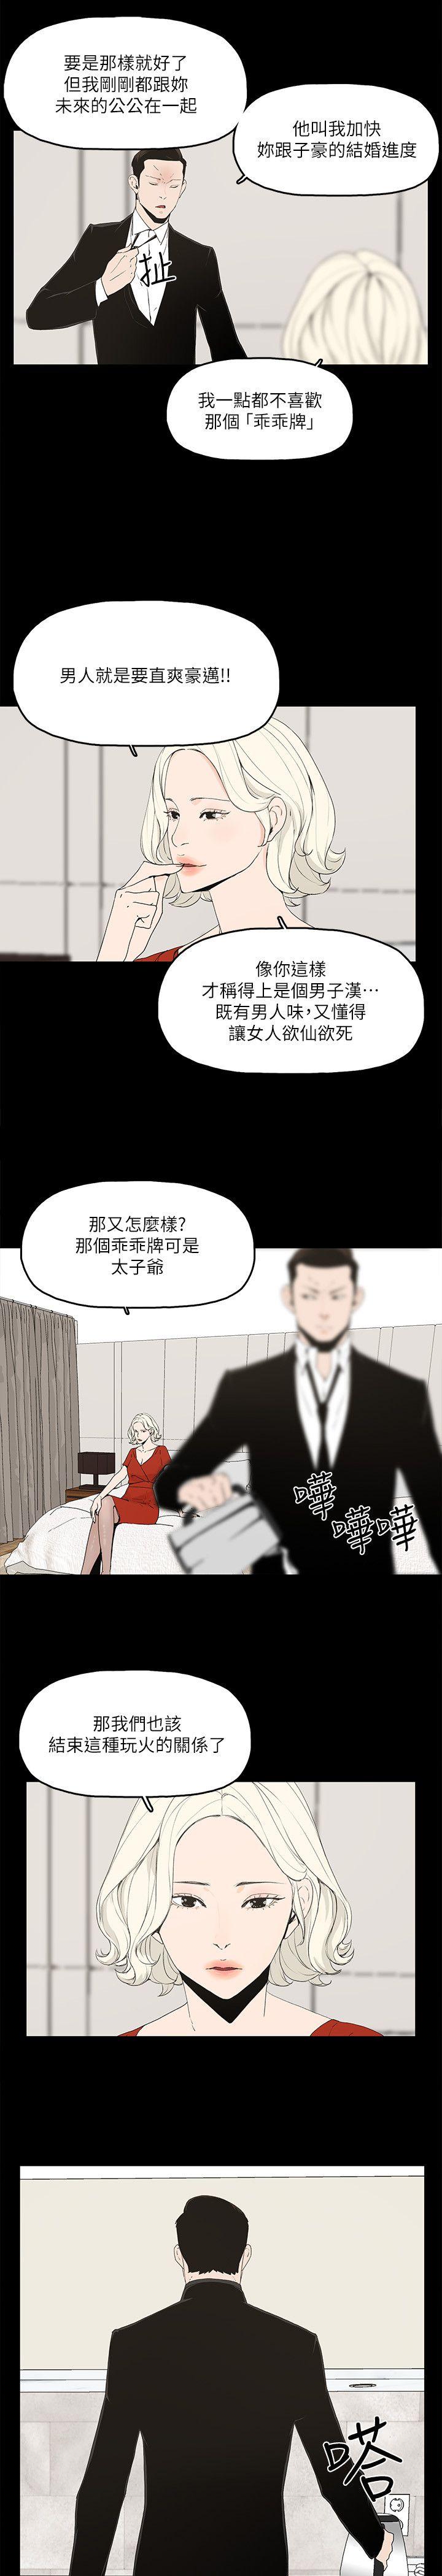 要是那樣就好了
但我剛剛都跟妳
未來的公公在一起
他叫我加快
妳跟子豪的結婚進度
扯
我一點都不喜歡
那個「乖乖牌」
男人就是要直爽豪邁!!
像你這樣
才稱得上是個男子漢⋯
既有男人味,又懂得
讓女人欲仙欲死
那又怎麼樣?
那個乖乖牌可是
太子爺
嘩
嘩嘩
那我們也該
結束這種玩火的關係了
嗒